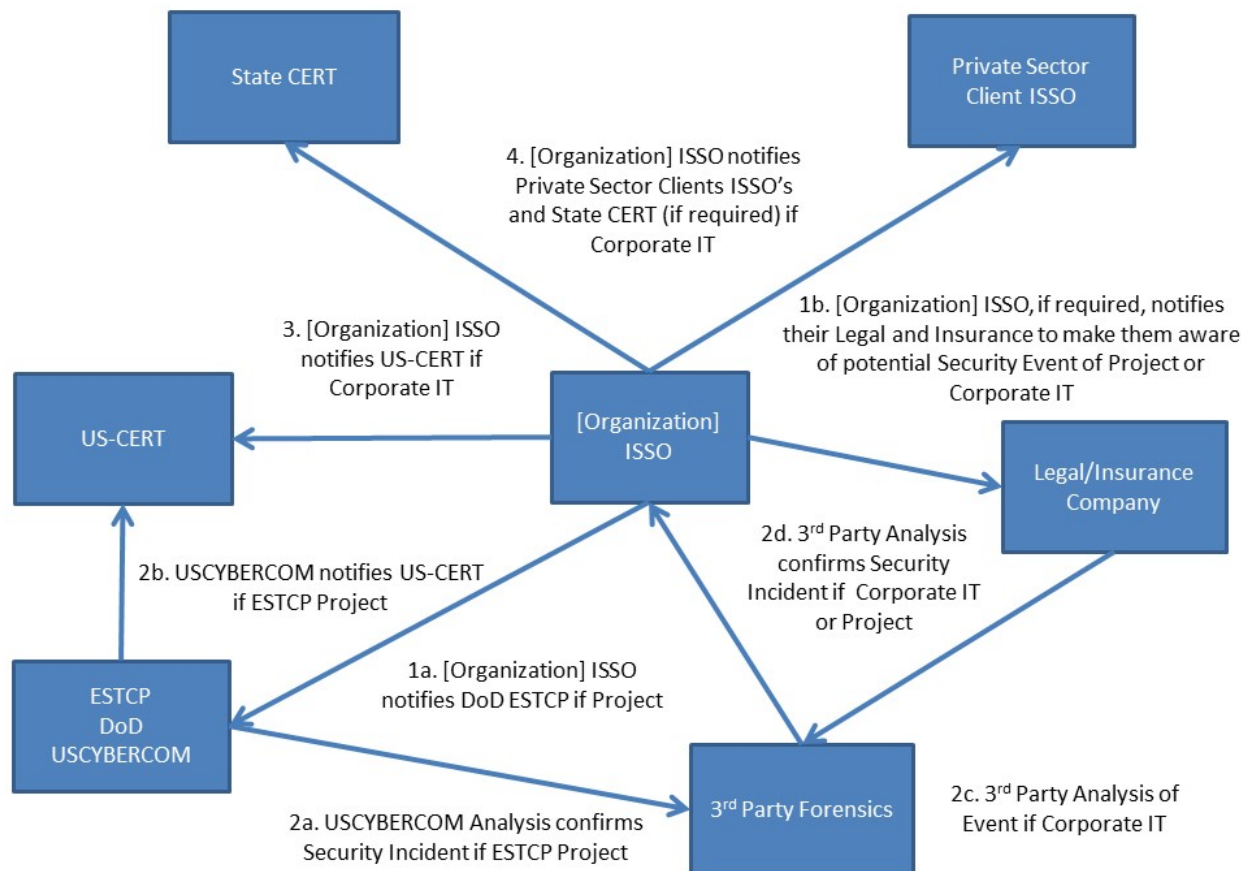 State CERT
Private Sector
Client ISSO
4. [Organization] ISSO notifies
Private Sector Clients ISSO's
and State CERT (if required) if
Corporate IT
1b. [Organization] ISSO, if required, notifies
their Legal and Insurance to make them aware
of potential Security Event of Project or
Corporate IT
3. [Organization] ISSO
notifies US-CERT if
Corporate IT
US-CERT
[Organization]
ISSO
Legal/Insurance
Company
2d. 3rd Party Analysis
confirms Security
Incident if Corporate IT
or Project
2b. USCYBERCOM notifies US-CERT
if ESTCP Project
1a. [Organization] ISSO
notifies DoD ESTCP if Project
ESTCP
DoD
USCYBERCOM
3rd Party Forensics
2c. 3rd Party Analysis of
Event if Corporate IT
2a. USCYBERCOM Analysis confirms
Security Incident if ESTCP Project